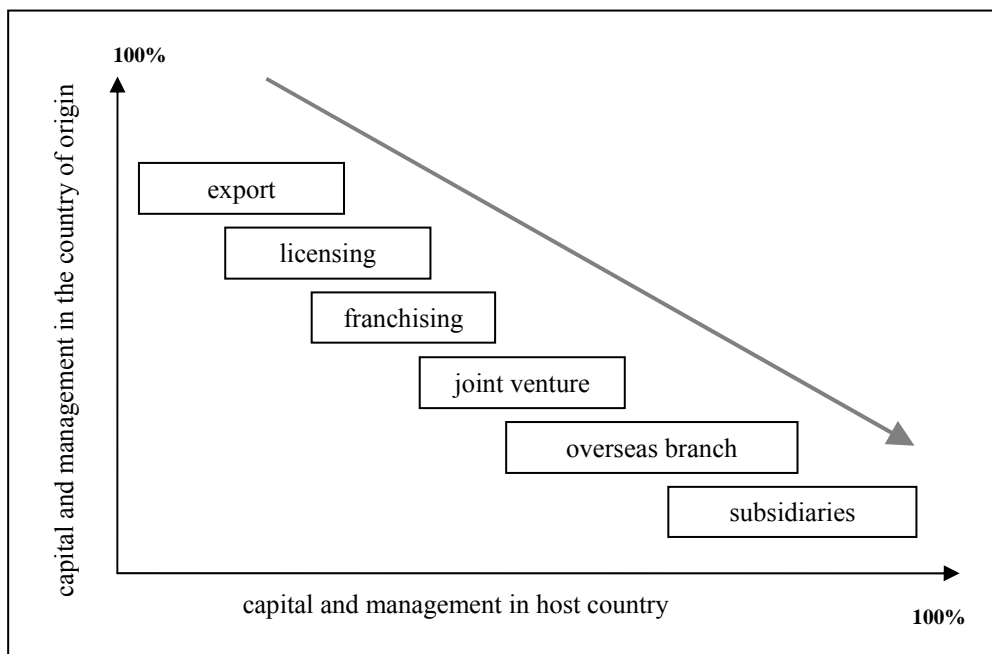 100%
capital and management in the country of origin
export
licensing
franchising
joint venture
overseas branch
subsidiaries
capital and management in host country
100%